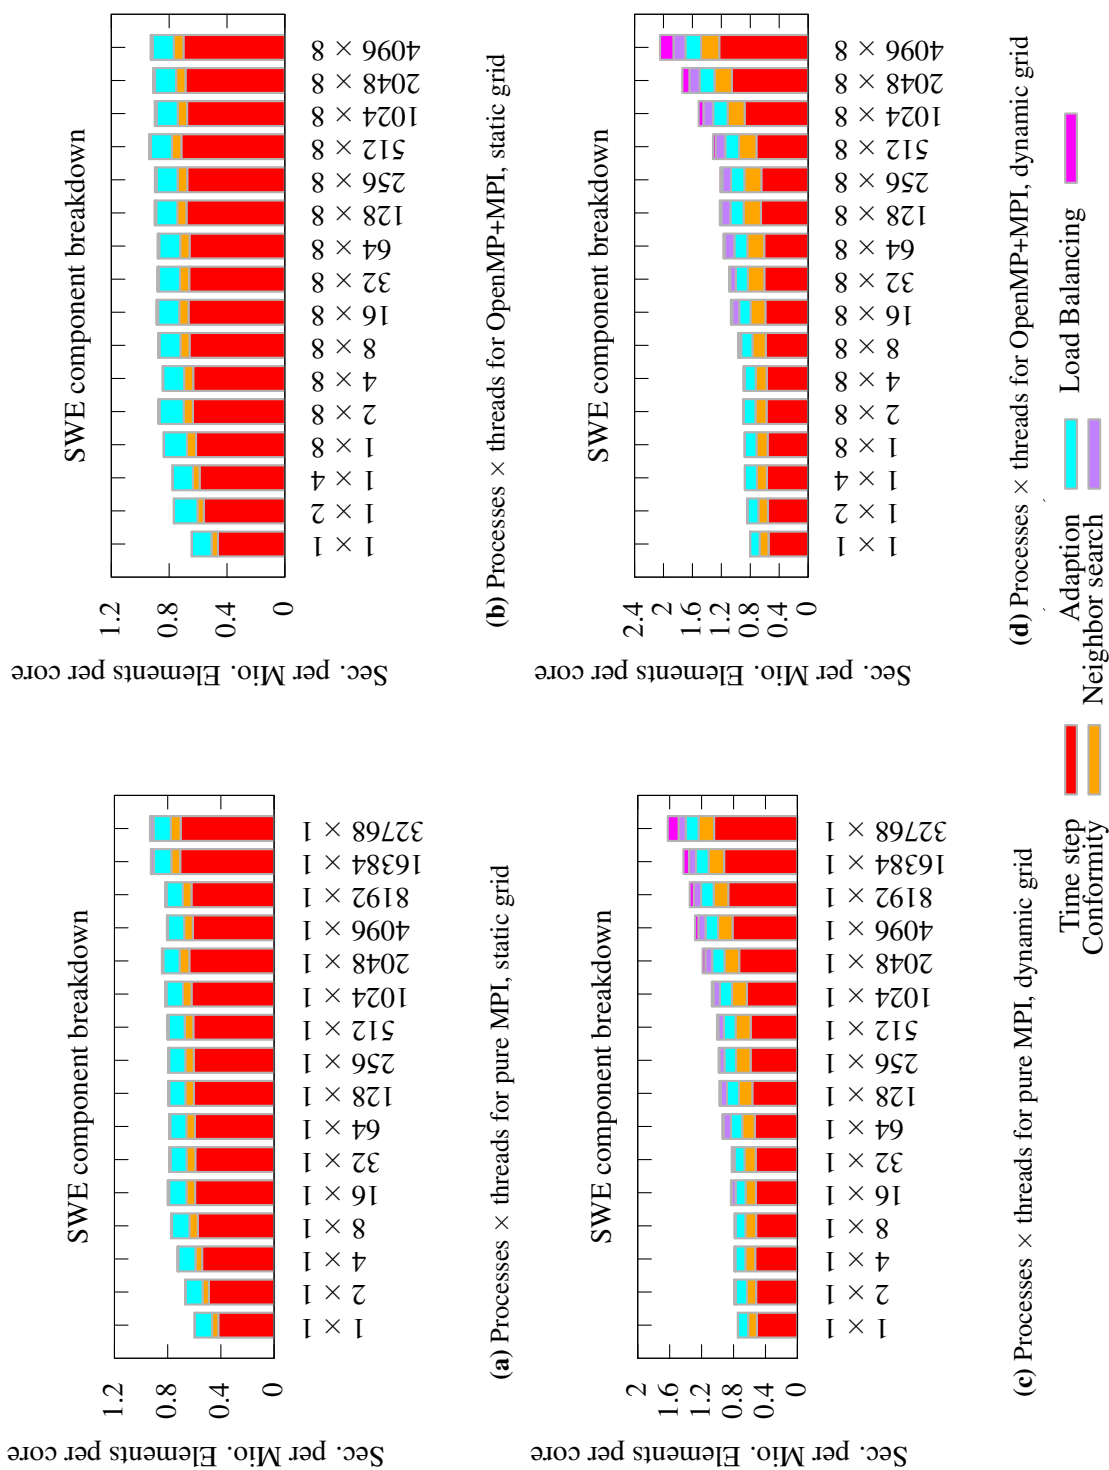 SWE component breakdown
Sec. per Mio. Elements per core
1.2
0.8
0.4
0
1 × 1
2 × 1
4 × 1
8 × 1
16 × 1
32 × 1
64 × 1
128 × 1
256 × 1
512 × 1
1024 × 1
2048 × 1
4096 × 1
8192 × 1
16384 × 1
32768 × 1
(a) Processes × threads for pure MPI, static grid
SWE component breakdown
Sec. per Mio. Elements per core
1.2
0.8
0.4
0
1 × 1
1 × 2
1 × 4
1 × 8
2 × 8
4 × 8
8 × 8
16 × 8
32 × 8
64 × 8
128 × 8
256 × 8
512 × 8
1024 × 8
2048 × 8
4096 × 8
(b) Processes × threads for OpenMP+MPI, static grid
SWE component breakdown
Sec. per Mio. Elements per core
2
1.6
1.2
0.8
0.4
0
1 × 1
2 × 1
4 × 1
8 × 1
16 × 1
32 × 1
64 × 1
128 × 1
256 × 1
512 × 1
1024 × 1
2048 × 1
4096 × 1
8192 × 1
16384 × 1
32768 × 1
(c) Processes × threads for pure MPI, dynamic grid
SWE component breakdown
Sec. per Mio. Elements per core
2.4
2
1.6
1.2
0.8
0.4
0
1 × 1
1 × 2
1 × 4
1 × 8
2 × 8
4 × 8
8 × 8
16 × 8
32 × 8
64 × 8
128 × 8
256 × 8
512 × 8
1024 × 8
2048 × 8
4096 × 8
(d) Processes × threads for OpenMP+MPI, dynamic grid
Time step Adaption Load Balancing
Conformity Neighbor search